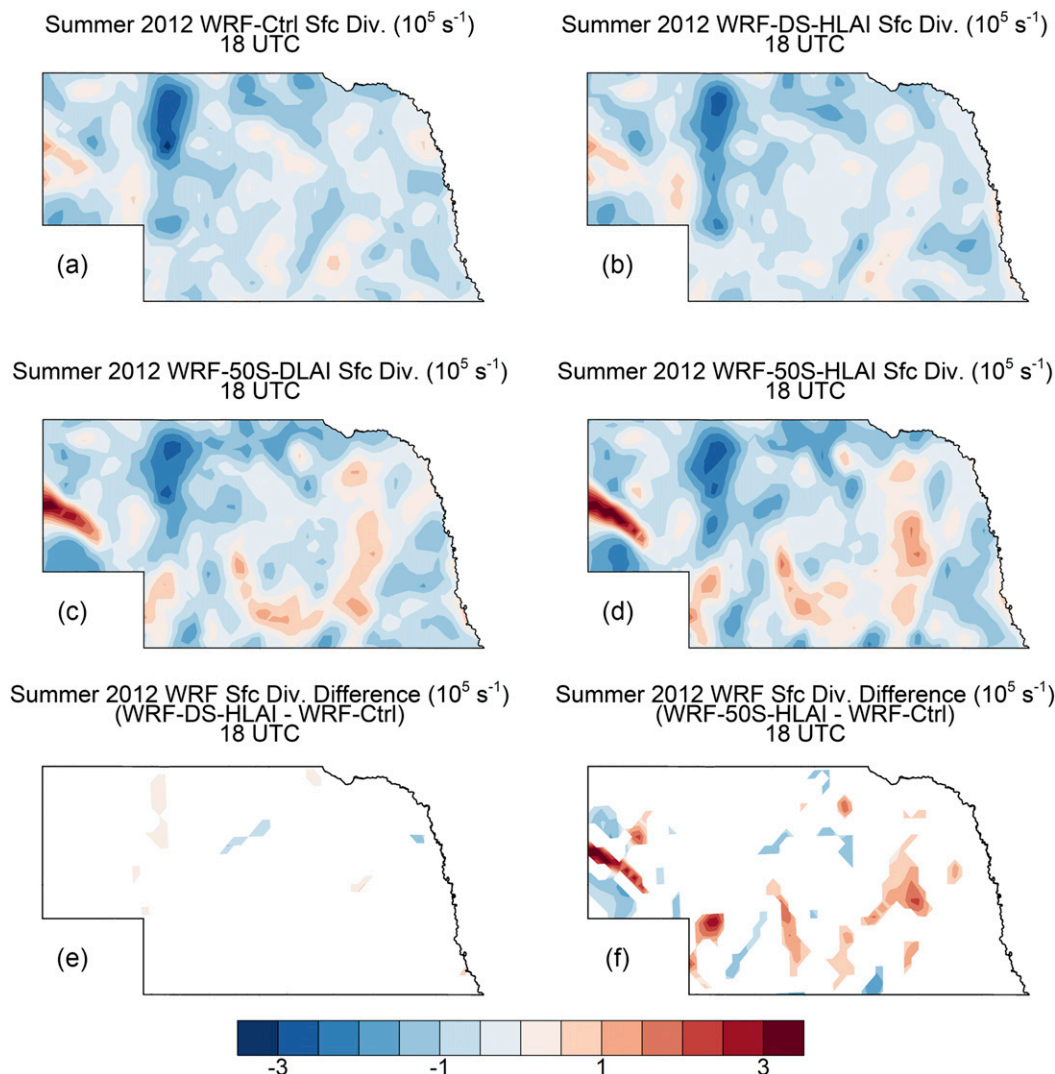 Summer 2012 WRF-Ctrl Sfc Div. (10⁵ s⁻¹)
18 UTC
Summer 2012 WRF-DS-HLAI Sfc Div. (10⁵ s⁻¹)
18 UTC
(a)
(b)
Summer 2012 WRF-50S-DLAI Sfc Div. (10⁵ s⁻¹)
18 UTC
Summer 2012 WRF-50S-HLAI Sfc Div. (10⁵ s⁻¹)
18 UTC
(c)
(d)
Summer 2012 WRF Sfc Div. Difference (10⁵ s⁻¹)
(WRF-DS-HLAI - WRF-Ctrl)
18 UTC
Summer 2012 WRF Sfc Div. Difference (10⁵ s⁻¹)
(WRF-50S-HLAI - WRF-Ctrl)
18 UTC
(e)
(f)
-3 -1 1 3